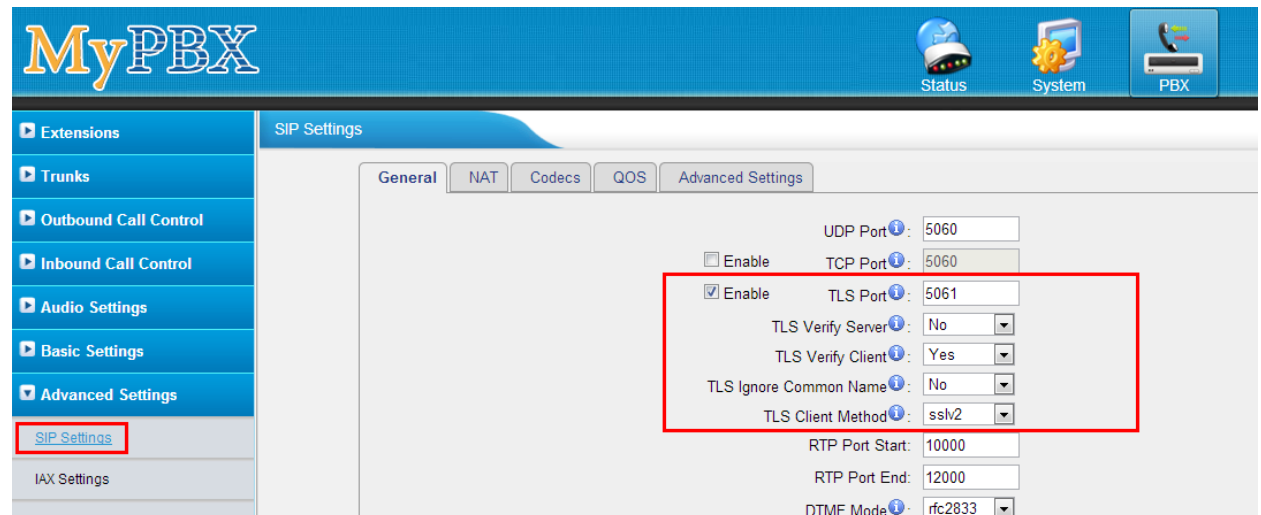 MyPBX
Status System PBX
Extensions
Trunks
Outbound Call Control
Inbound Call Control
Audio Settings
Basic Settings
Advanced Settings
SIP Settings
IAX Settings
SIP Settings
General NAT Codecs QOS Advanced Settings
UDP Port : 5060
Enable TCP Port : 5060
Enable TLS Port : 5061
TLS Verify Server : No
TLS Verify Client : Yes
TLS Ignore Common Name : No
TLS Client Method : sslv2
RTP Port Start: 10000
RTP Port End: 12000
DTMF Mode : rfc2833